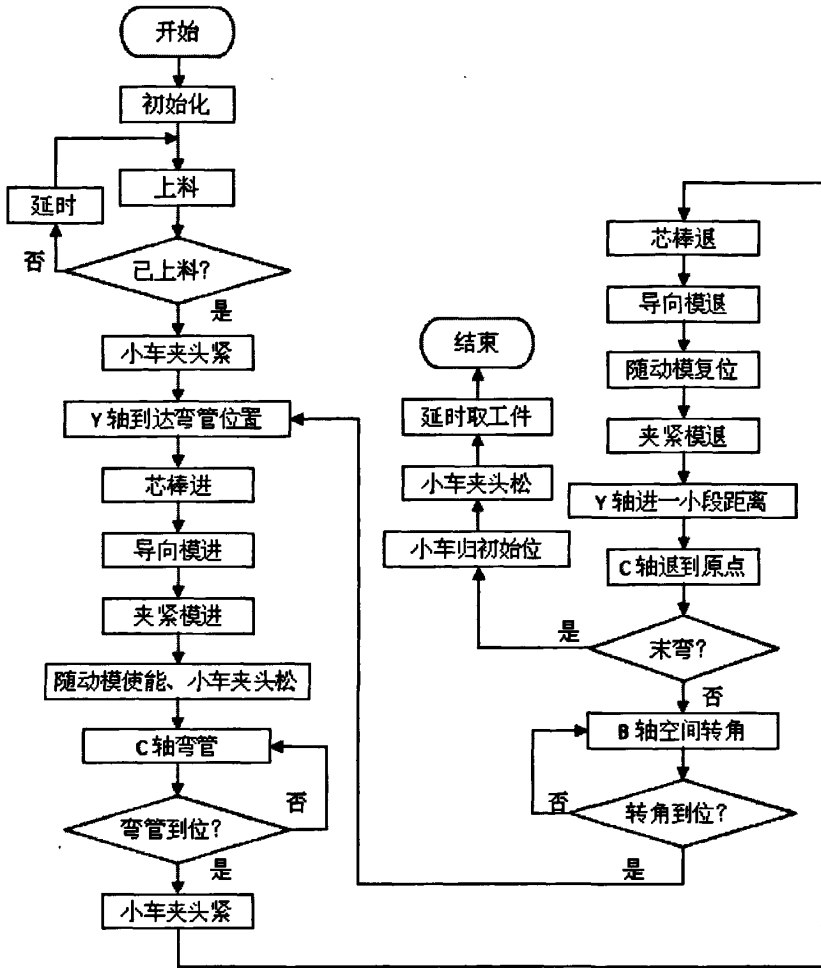 开始
初始化
上料
延时
否
已上料?
是
小车夹头紧
Y轴到达弯管位置
芯棒进
导向模进
夹紧模进
随动模使能、小车夹头松
C轴弯管
否
弯管到位?
是
小车夹头紧
结束
延时取工件
小车夹头松
小车归初始位
芯棒退
导向模退
随动模复位
夹紧模退
Y轴进一小段距离
C轴退到原点
是
末弯?
否
B轴空间转角
否
转角到位?
是